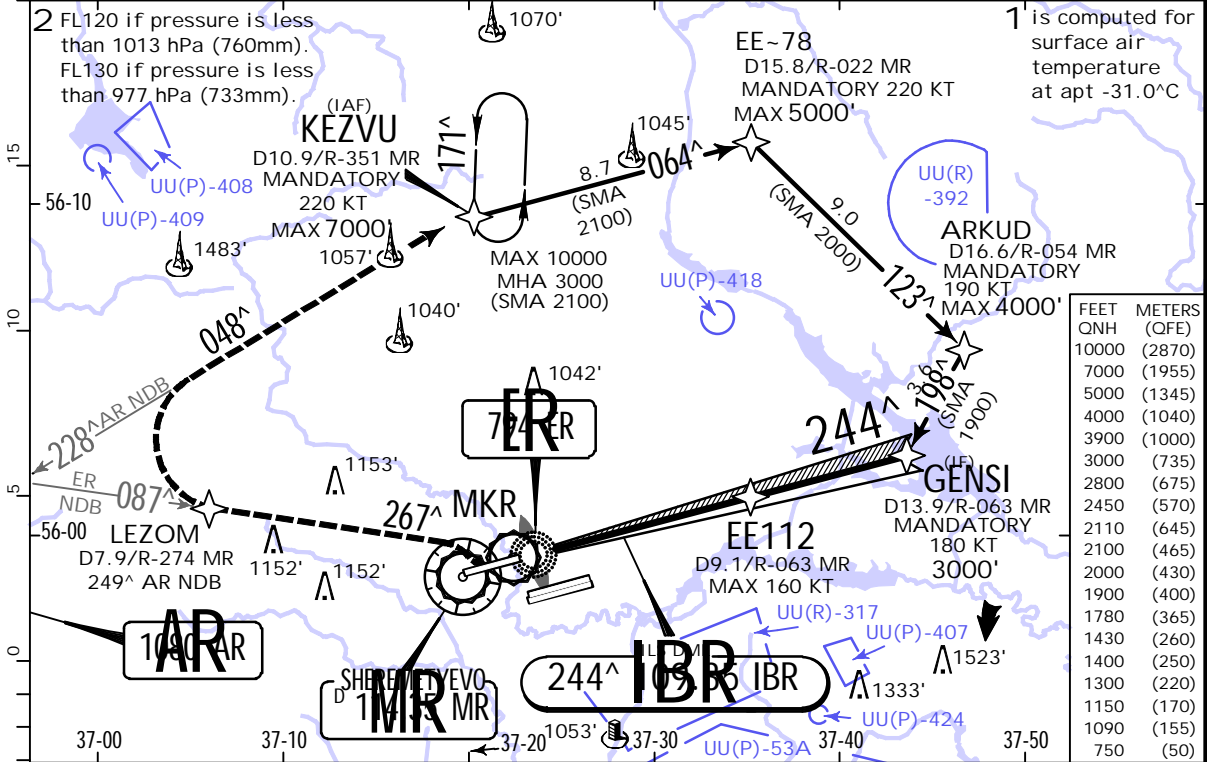 2 FL120 if pressure is less
than 1013 hPa (760mm).
FL130 if pressure is less
than 977 hPa (733mm).
1 is computed for
surface air
temperature
at apt -31.0^C
1070'
EE~78
D15.8/R-022 MR
MANDATORY 220 KT
MAX 5000'
(IAF)
KEZVU
D10.9/R-351 MR
MANDATORY
220 KT
MAX 7000'
171^
1045'
8.7
064^
(SMA
2100)
9.0
(SMA 2000)
123^
UU(P)-408
UU(P)-409
UU(R)
-392
15
56-10
1483'
1057'
MAX 10000
MHA 3000
(SMA 2100)
UU(P)-418
ARKUD
D16.6/R-054 MR
MANDATORY
190 KT
MAX 4000'
10
048^
1040'
1042'
ER
794 ER
3.6
198^
(SMA
1900)
244^
228^ AR NDB
ER
NDB
087^
5
56-00
1153'
267^
MKR
LEZOM
D7.9/R-274 MR
249^ AR NDB
1152'
1152'
(IF)
GENSI
D13.9/R-063 MR
MANDATORY
180 KT
3000'
EE112
D9.1/R-063 MR
MAX 160 KT
UU(R)-317
UU(P)-407
1523'
1333'
AR
1080 AR
0
SHEREMETYEVO
D
MR
MR
IBR
244^
IBR
1053'
UU(P)-424
UU(P)-53A
37-00
37-10
37-20
37-30
37-40
37-50
FEET METERS
QNH (QFE)
10000 (2870)
7000 (1955)
5000 (1345)
4000 (1040)
3900 (1000)
3000 (735)
2800 (675)
2450 (570)
2110 (645)
2100 (465)
2000 (430)
1900 (400)
1780 (365)
1430 (260)
1400 (250)
1300 (220)
1150 (170)
1090 (155)
750 (50)